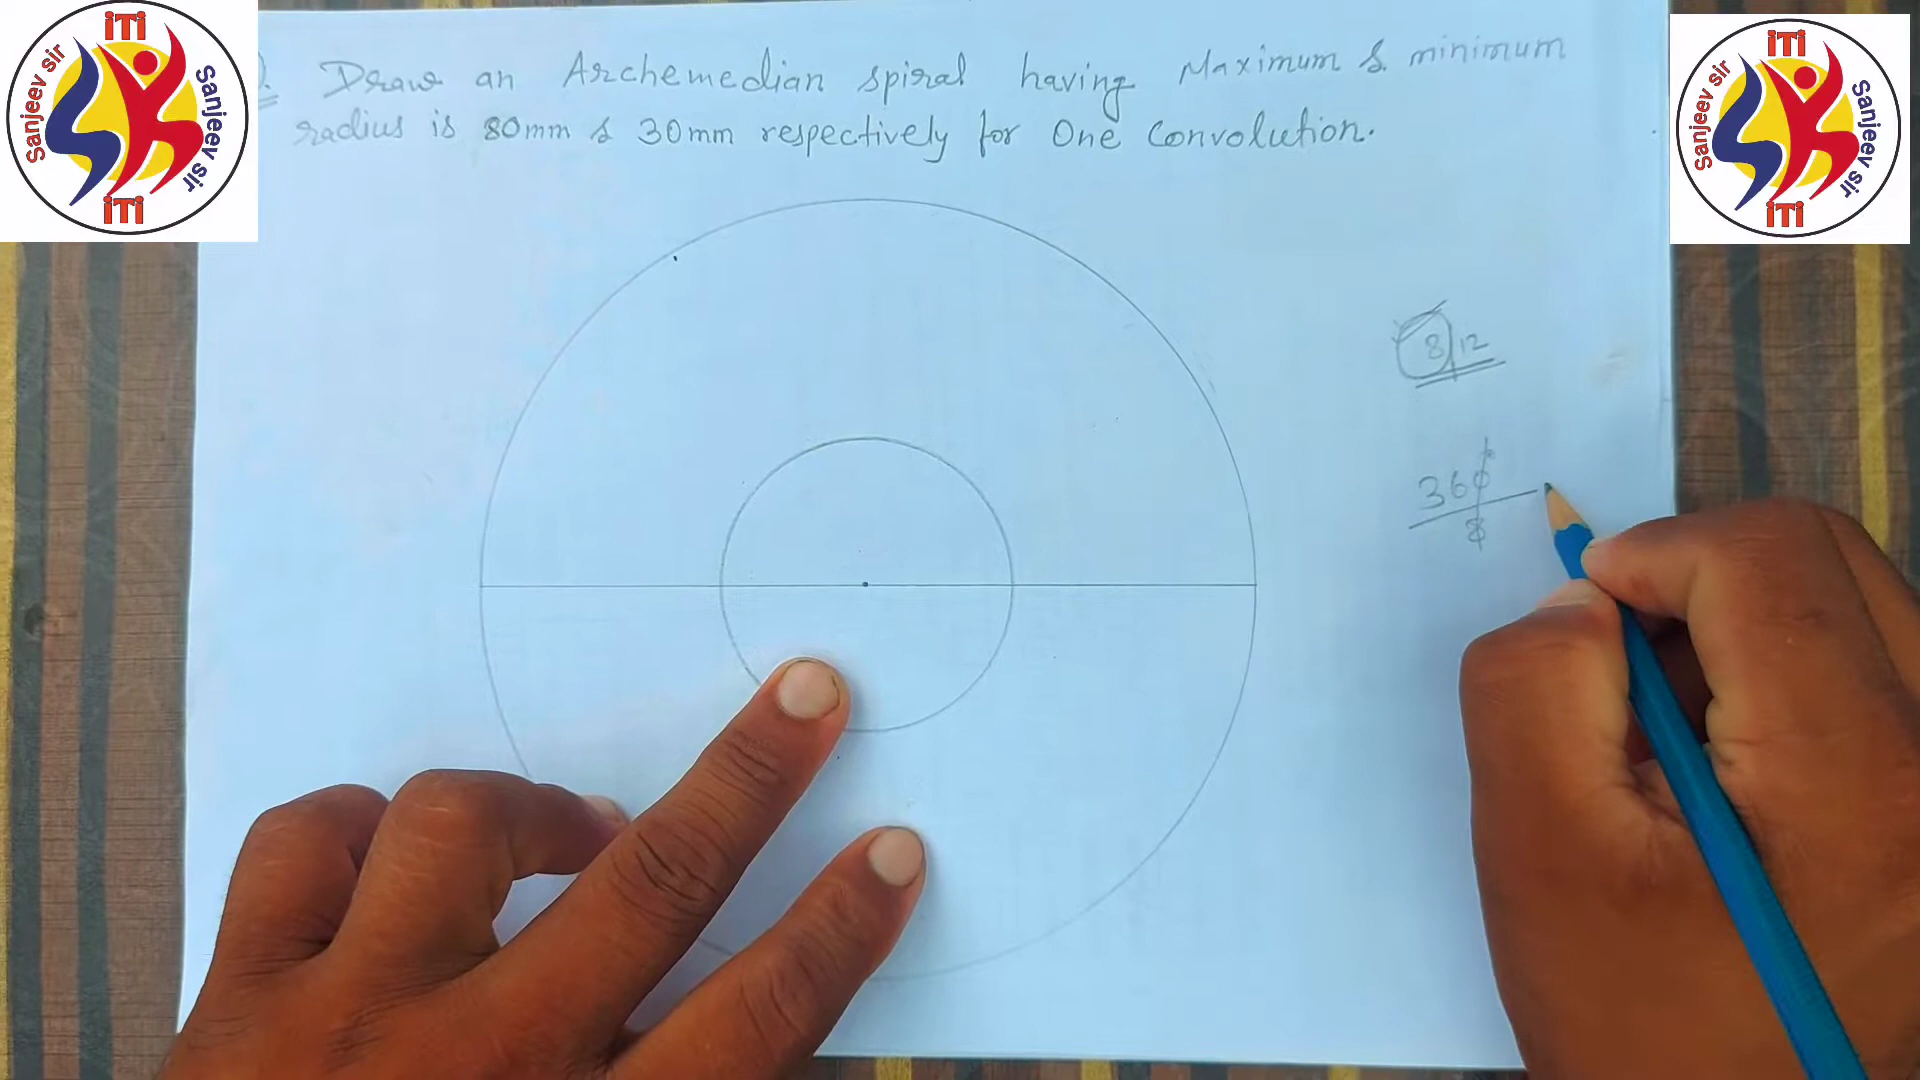 iTi
Sanjeev sir
Sanjeev sir
iTi
iTi
Sanjeev sir
Sanjeev sir
iTi
Draw an Archemedian spiral having Maximum & minimum
radius is 80mm & 30mm respectively for One Convolution.
8/12
360°
8